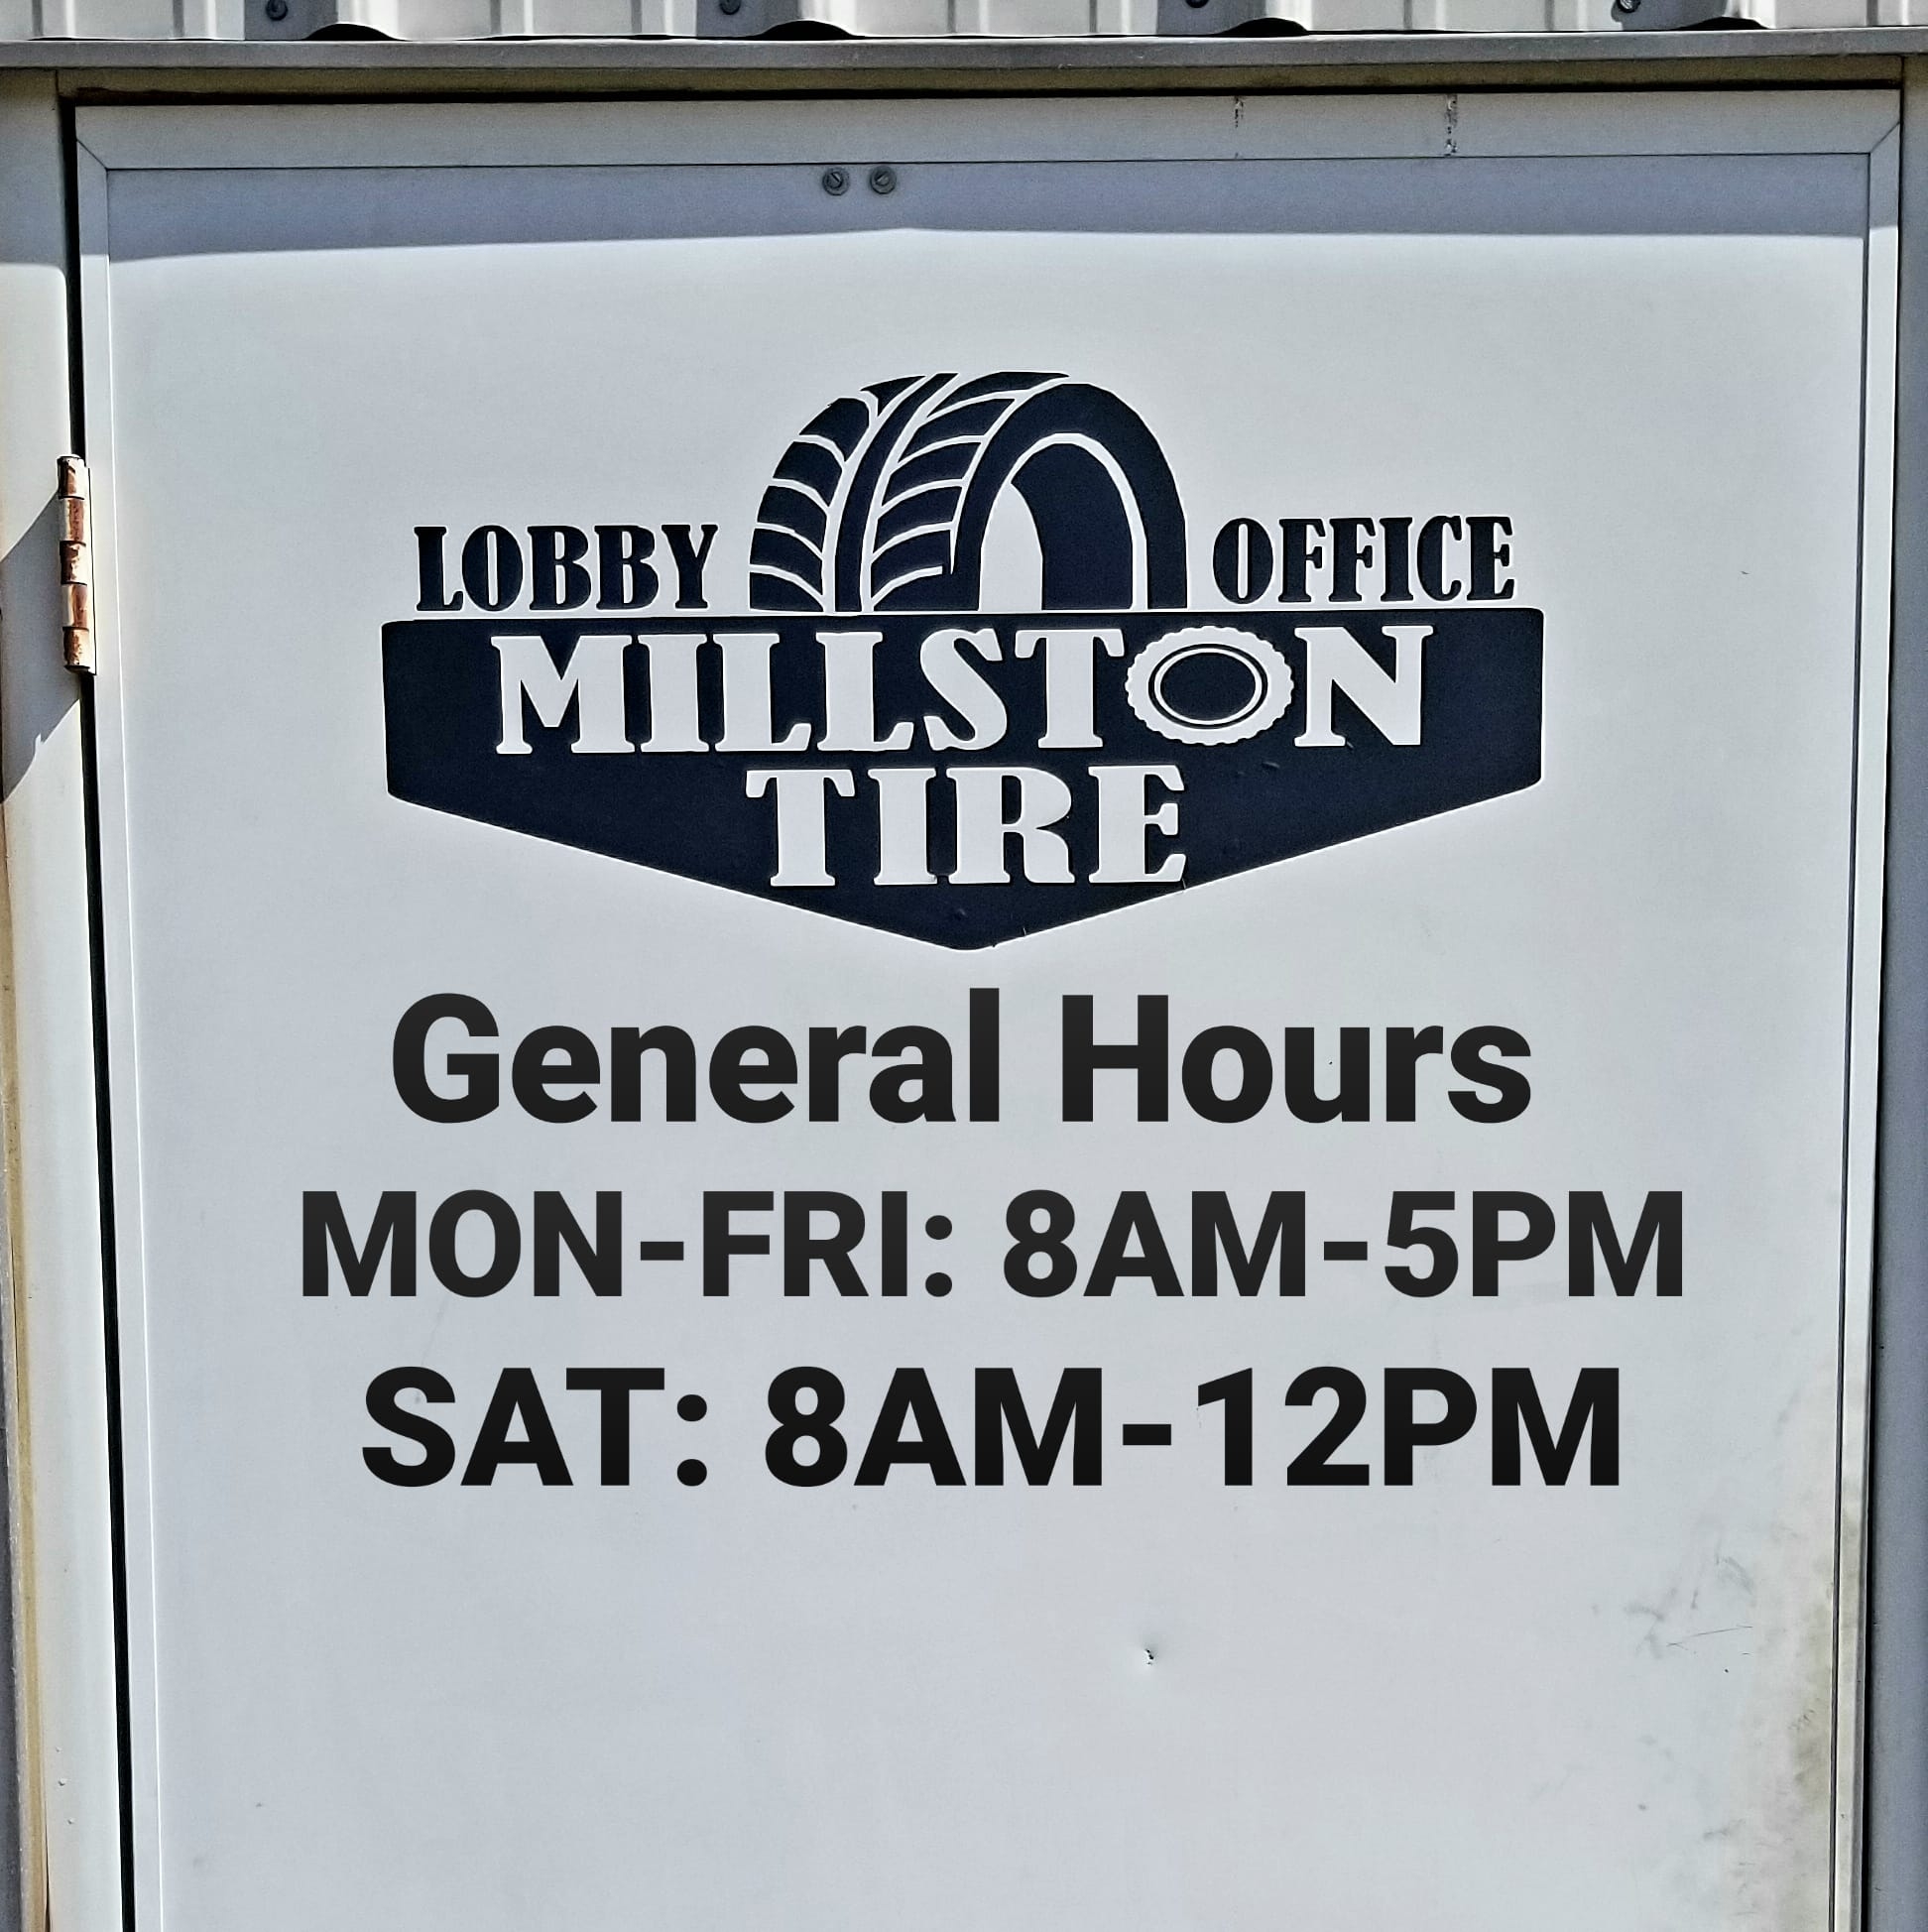 LOBBY OFFICE
MILLSTON
TIRE
General Hours
MON-FRI: 8AM-5PM
SAT: 8AM-12PM